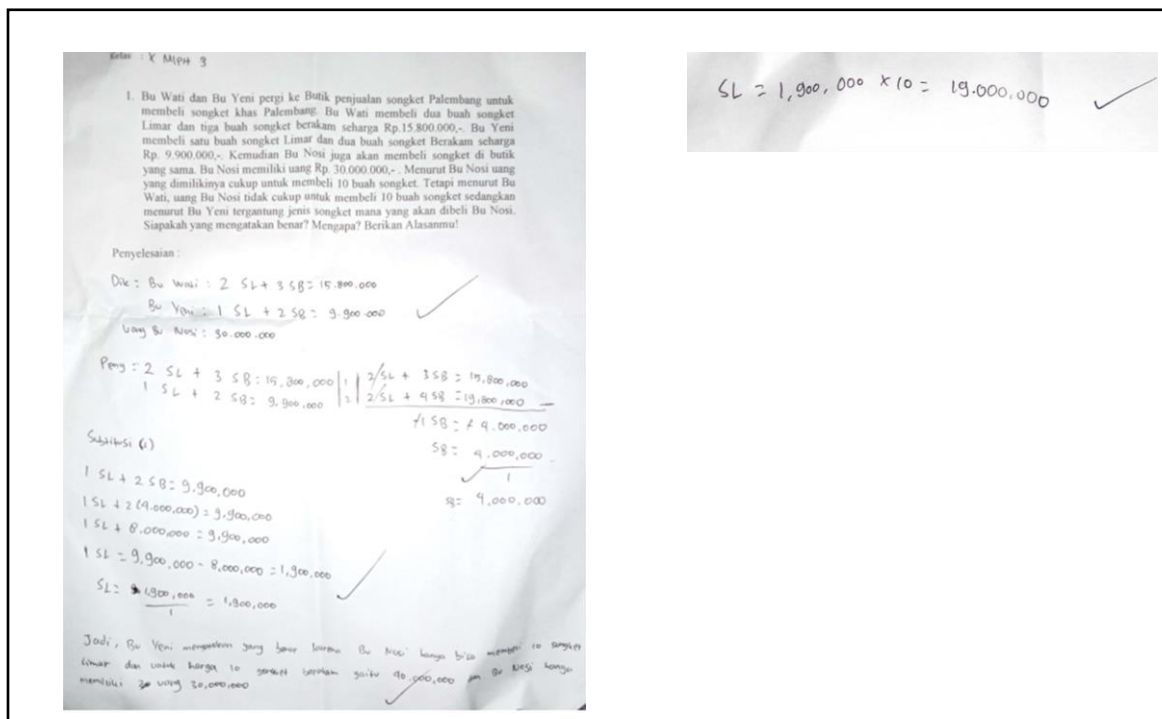 Kelas : X MIPA 3
1. Bu Wati dan Bu Yeni pergi ke Butik penjualan songket Palembang untuk
membeli songket khas Palembang. Bu Wati membeli dua buah songket
Limar dan tiga buah songket berakam seharga Rp.15.800.000,-. Bu Yeni
membeli satu buah songket Limar dan dua buah songket Berakam seharga
Rp. 9.900.000,-. Kemudian Bu Nosi juga akan membeli songket di butik
yang sama. Bu Nosi memiliki uang Rp. 30.000.000,- . Menurut Bu Nosi uang
yang dimilikinya cukup untuk membeli 10 buah songket. Tetapi menurut Bu
Wati, uang Bu Nosi tidak cukup untuk membeli 10 buah songket sedangkan
menurut Bu Yeni tergantung jenis songket mana yang akan dibeli Bu Nosi.
Siapakah yang mengatakan benar? Mengapa? Berikan Alasanmu!
Penyelesaian :
Dik : Bu Wati : 2 SL + 3 SB = 15.800.000
Bu Yeni : 1 SL + 2 SB = 9.900.000
Uang Bu Nosi : 30.000.000
Peng = 2 SL + 3 SB = 15,800,000 | 1 | 2 SL + 3 SB = 15,800,000
1 SL + 2 SB = 9.900.000 | 2 | 2 SL + 4 SB = 19,800,000 -
-1 SB = -4.000.000
SB = 4.000,000
1
SB = 4,000,000
Substitusi (1)
1 SL + 2 SB = 9,900,000
1 SL + 2 (4.000,000) = 9,900,000
1 SL + 8,000,000 = 9,900,000
1 SL = 9,900,000 - 8,000,000 = 1,900,000
SL = 1,900,000 = 1,900,000
1
Jadi, Bu Yeni mengatakan yang benar karena Bu Nosi hanya bisa membeli 10 songket
Limar dan untuk harga 10 songket berakam yaitu 40.000,000 Bu Nosi hanya
memiliki uang 30,000,000
SL = 1,900,000 x 10 = 19.000,000